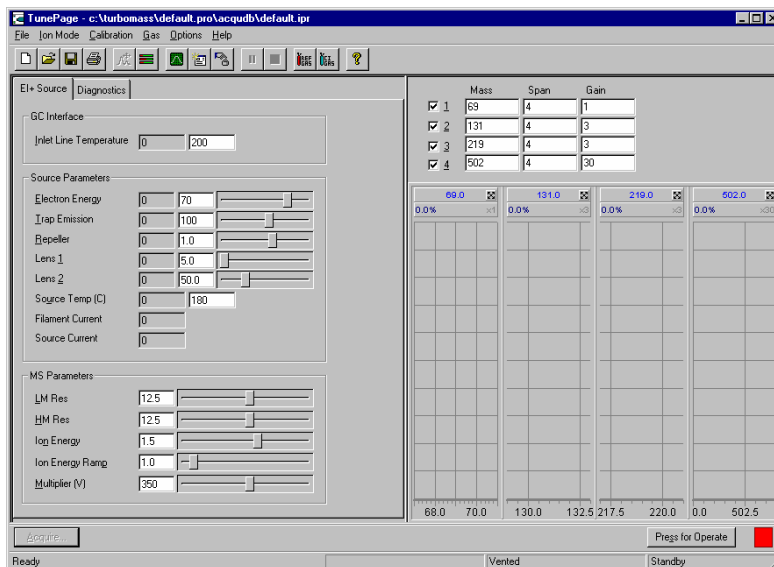 TunePage - c:\turbomass\default.pro\acqudb\default.ipr
File Ion Mode Calibration Gas Options Help
REF GAS CI GAS
EI+ Source Diagnostics
GC Interface
Inlet Line Temperature 0 200
Source Parameters
Electron Energy 0 70
Trap Emission 0 100
Repeller 0 1.0
Lens 1 0 5.0
Lens 2 0 50.0
Source Temp (C) 0 180
Filament Current 0
Source Current 0
MS Parameters
LM Res 12.5
HM Res 12.5
Ion Energy 1.5
Ion Energy Ramp 1.0
Multiplier (V) 350
Mass Span Gain
1 69 4 1
2 131 4 3
3 219 4 3
4 502 4 30
69.0 131.0 219.0 502.0
0.0% x1 0.0% x3 0.0% x3 0.0% x30
68.0 70.0 130.0 132.5 217.5 220.0 0.0 502.5
Acquire... Press for Operate
Ready Vented Standby